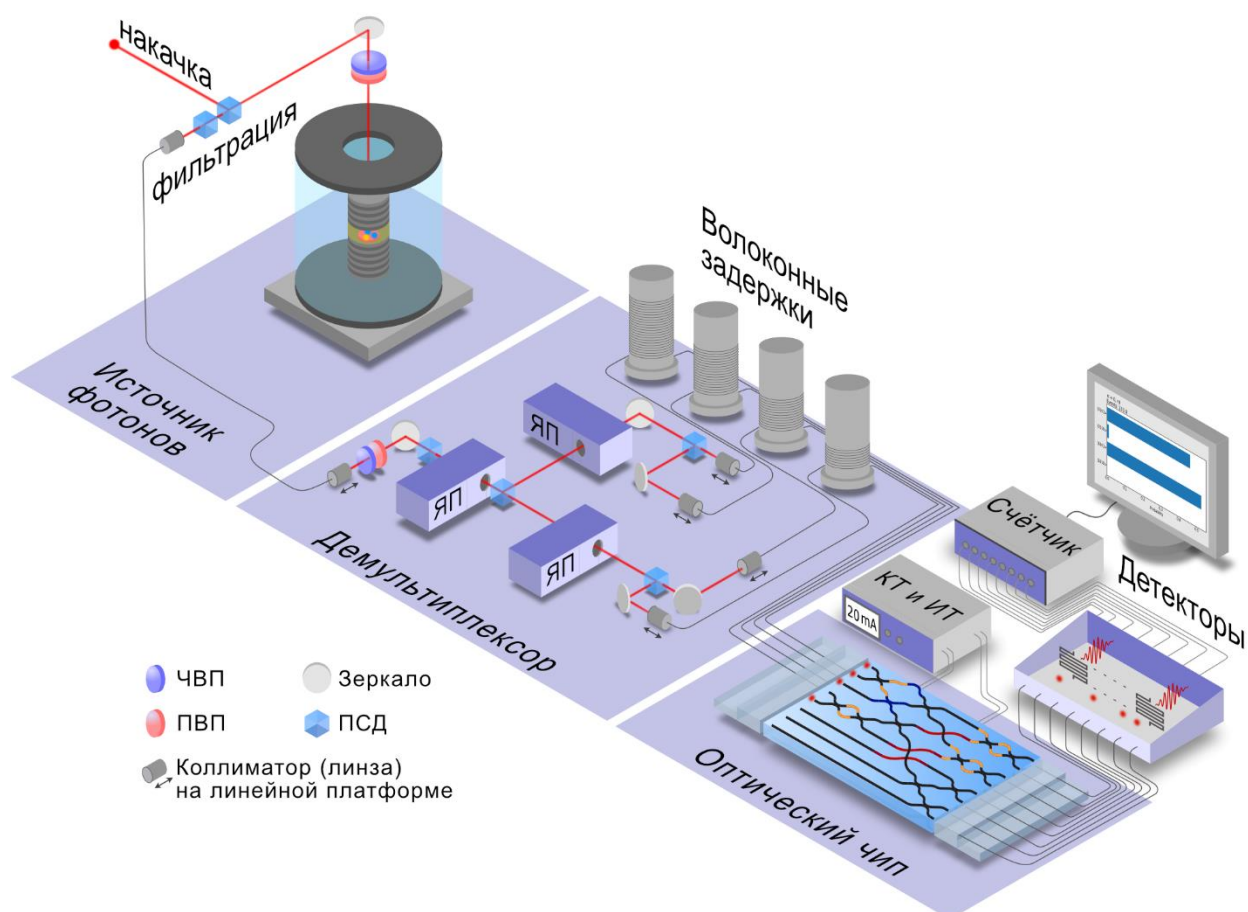 накачка
фильтрация
Источник
фотонов
Волоконные
задержки
ЯП
ЯП
ЯП
Демультиплексор
Счётчик
КТ и ИТ
20 mA
Детекторы
Оптический чип
ЧВП
Зеркало
ПВП
ПСД
Коллиматор (линза)
на линейной платформе